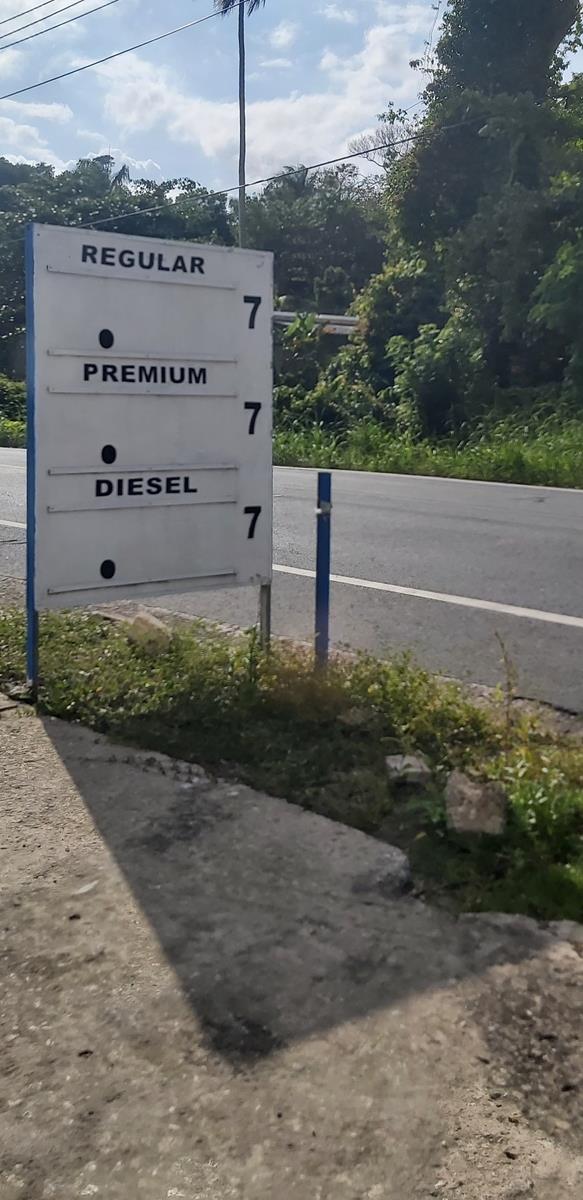 REGULAR
. 7
PREMIUM
. 7
DIESEL
. 7